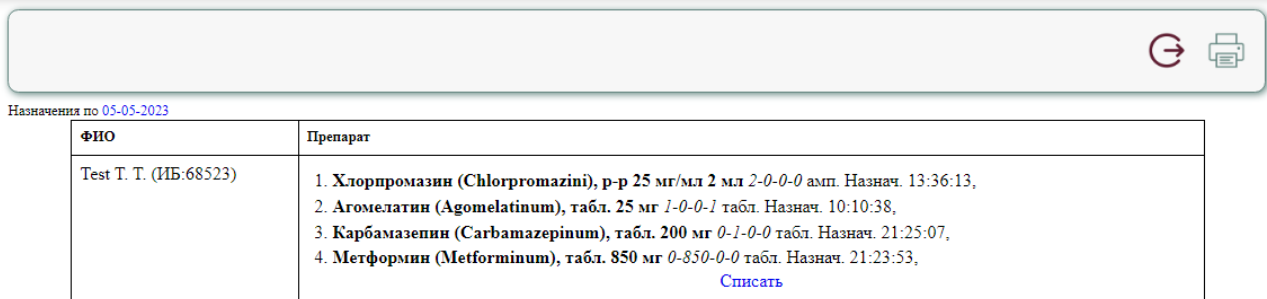 Назначения по 05-05-2023
ФИО Препарат
Test Т. Т. (ИБ:68523)
1. Хлорпромазин (Chlorpromazini), р-р 25 мг/мл 2 мл 2-0-0-0 амп. Назнач. 13:36:13,
2. Агомелатин (Agomelatinum), табл. 25 мг 1-0-0-1 табл. Назнач. 10:10:38,
3. Карбамазепин (Carbamazepinum), табл. 200 мг 0-1-0-0 табл. Назнач. 21:25:07,
4. Метформин (Metforminum), табл. 850 мг 0-850-0-0 табл. Назнач. 21:23:53,
Списать